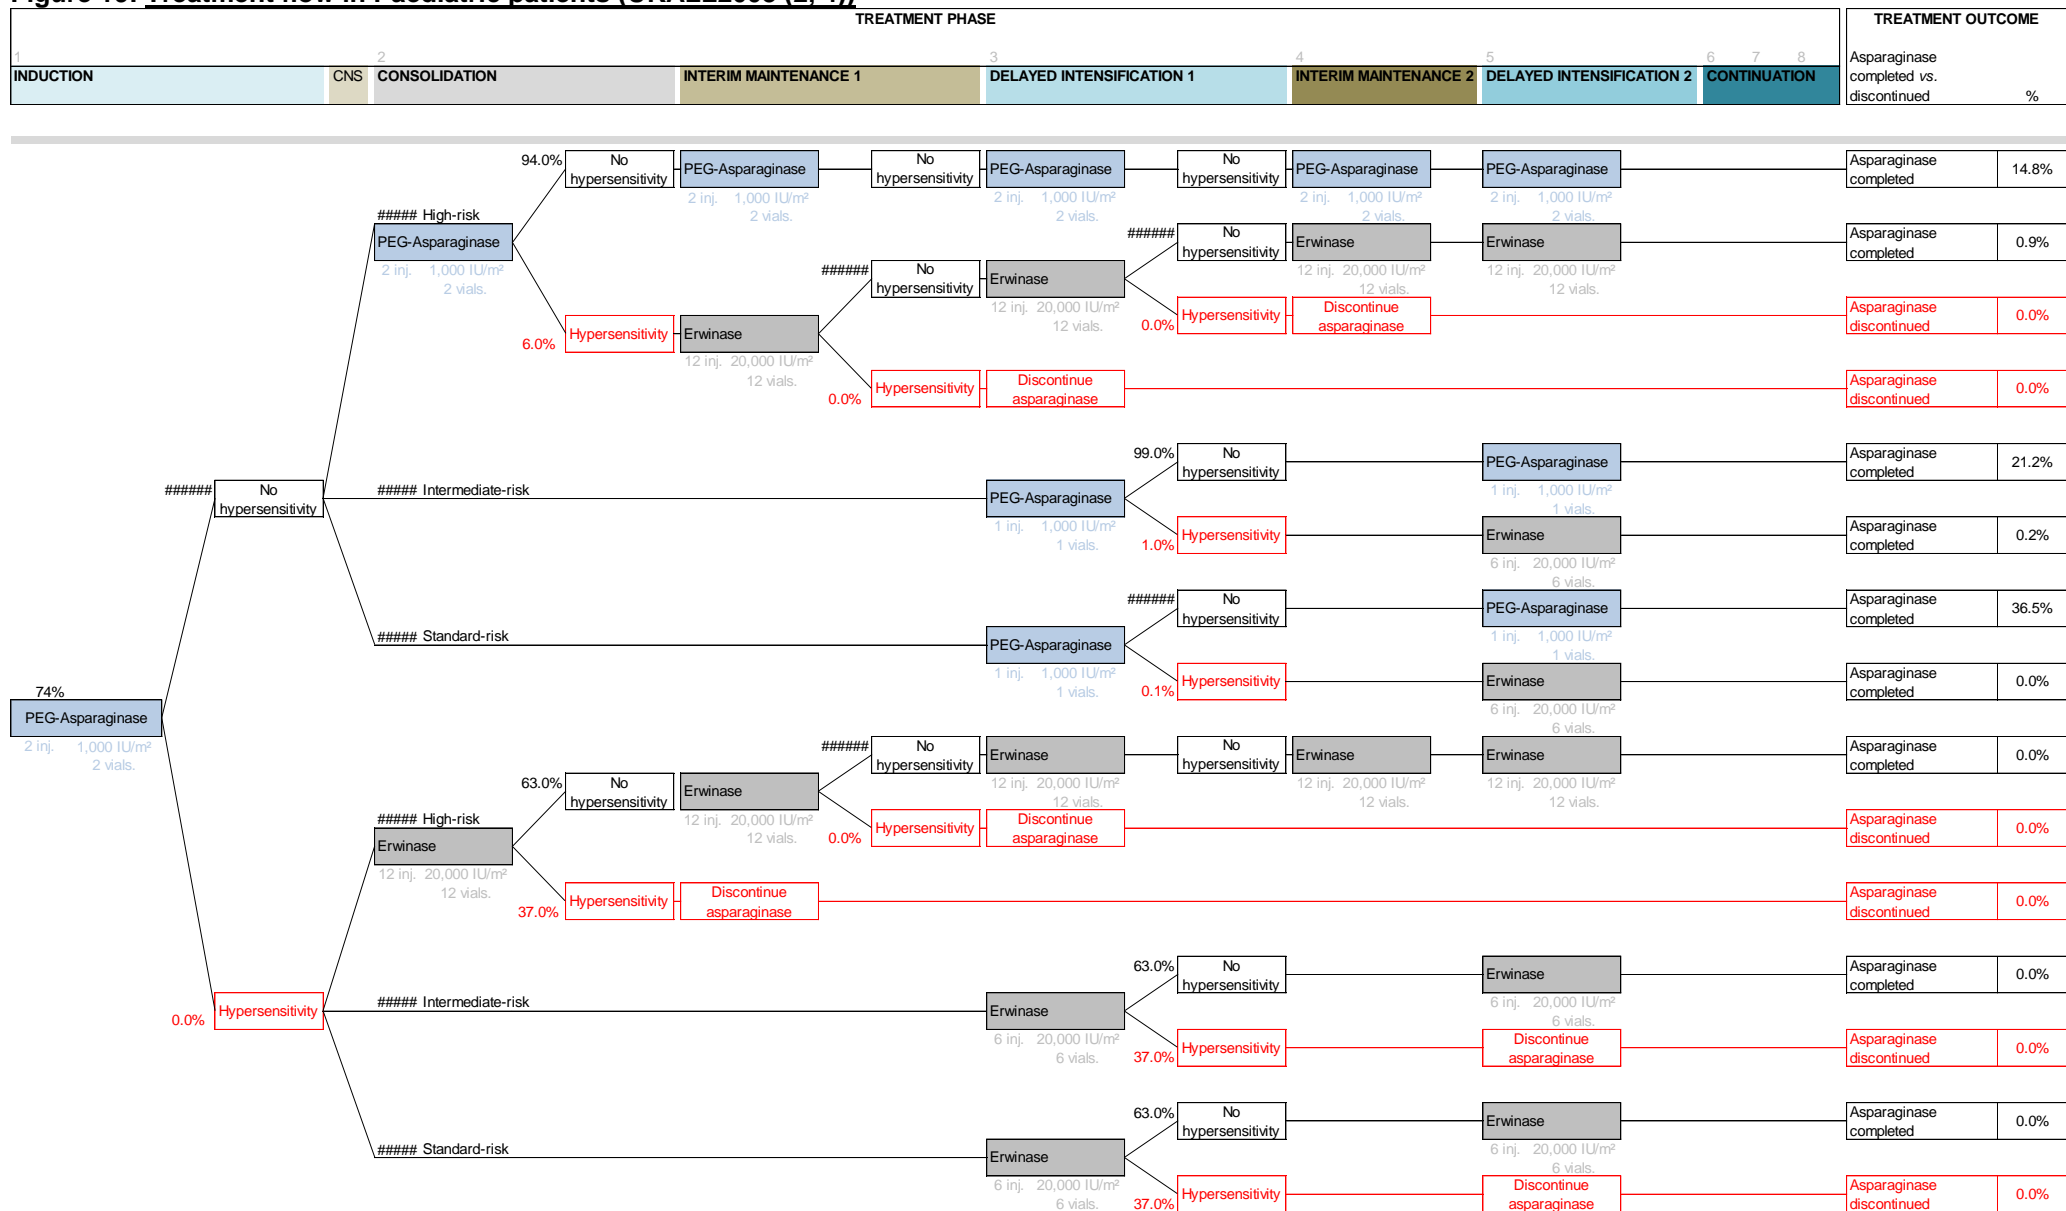 Figure Treatment flow in Paediatric patients (UKALL2003 (2, 4))
TREATMENT PHASE
TREATMENT OUTCOME
1 2 3 4 5 6 7 8
INDUCTION
CNS
CONSOLIDATION
INTERIM MAINTENANCE 1
DELAYED INTENSIFICATION 1
INTERIM MAINTENANCE 2
DELAYED INTENSIFICATION 2
CONTINUATION
Asparaginase
completed vs.
discontinued %
94.0%
No
hypersensitivity
PEG-Asparaginase
2 inj. 1,000 IU/m²
2 vials.
No
hypersensitivity
PEG-Asparaginase
2 inj. 1,000 IU/m²
2 vials.
No
hypersensitivity
PEG-Asparaginase
2 inj. 1,000 IU/m²
2 vials.
PEG-Asparaginase
2 inj. 1,000 IU/m²
2 vials.
Asparaginase
completed
14.8%
##### High-risk
PEG-Asparaginase
2 inj. 1,000 IU/m²
2 vials.
######
No
hypersensitivity
Erwinase
12 inj. 20,000 IU/m²
12 vials.
Erwinase
12 inj. 20,000 IU/m²
12 vials.
Asparaginase
completed
0.9%
######
No
hypersensitivity
Erwinase
12 inj. 20,000 IU/m²
12 vials.
0.0%
Hypersensitivity
Discontinue
asparaginase
Asparaginase
discontinued
0.0%
6.0%
Hypersensitivity
Erwinase
12 inj. 20,000 IU/m²
12 vials.
0.0%
Hypersensitivity
Discontinue
asparaginase
Asparaginase
discontinued
0.0%
######
No
hypersensitivity
##### Intermediate-risk
PEG-Asparaginase
1 inj. 1,000 IU/m²
1 vials.
99.0%
No
hypersensitivity
PEG-Asparaginase
1 inj. 1,000 IU/m²
1 vials.
Asparaginase
completed
21.2%
1.0%
Hypersensitivity
Erwinase
6 inj. 20,000 IU/m²
6 vials.
Asparaginase
completed
0.2%
##### Standard-risk
PEG-Asparaginase
1 inj. 1,000 IU/m²
1 vials.
######
No
hypersensitivity
PEG-Asparaginase
1 inj. 1,000 IU/m²
1 vials.
Asparaginase
completed
36.5%
0.1%
Hypersensitivity
Erwinase
6 inj. 20,000 IU/m²
6 vials.
Asparaginase
completed
0.0%
74%
PEG-Asparaginase
2 inj. 1,000 IU/m²
2 vials.
63.0%
No
hypersensitivity
Erwinase
12 inj. 20,000 IU/m²
12 vials.
######
No
hypersensitivity
Erwinase
12 inj. 20,000 IU/m²
12 vials.
No
hypersensitivity
Erwinase
12 inj. 20,000 IU/m²
12 vials.
Erwinase
12 inj. 20,000 IU/m²
12 vials.
Asparaginase
completed
0.0%
##### High-risk
Erwinase
12 inj. 20,000 IU/m²
12 vials.
0.0%
Hypersensitivity
Discontinue
asparaginase
Asparaginase
discontinued
0.0%
37.0%
Hypersensitivity
Discontinue
asparaginase
Asparaginase
discontinued
0.0%
0.0%
Hypersensitivity
##### Intermediate-risk
Erwinase
6 inj. 20,000 IU/m²
6 vials.
63.0%
No
hypersensitivity
Erwinase
6 inj. 20,000 IU/m²
6 vials.
Asparaginase
completed
0.0%
37.0%
Hypersensitivity
Discontinue
asparaginase
Asparaginase
discontinued
0.0%
##### Standard-risk
Erwinase
6 inj. 20,000 IU/m²
6 vials.
63.0%
No
hypersensitivity
Erwinase
6 inj. 20,000 IU/m²
6 vials.
Asparaginase
completed
0.0%
37.0%
Hypersensitivity
Discontinue
asparaginase
Asparaginase
discontinued
0.0%